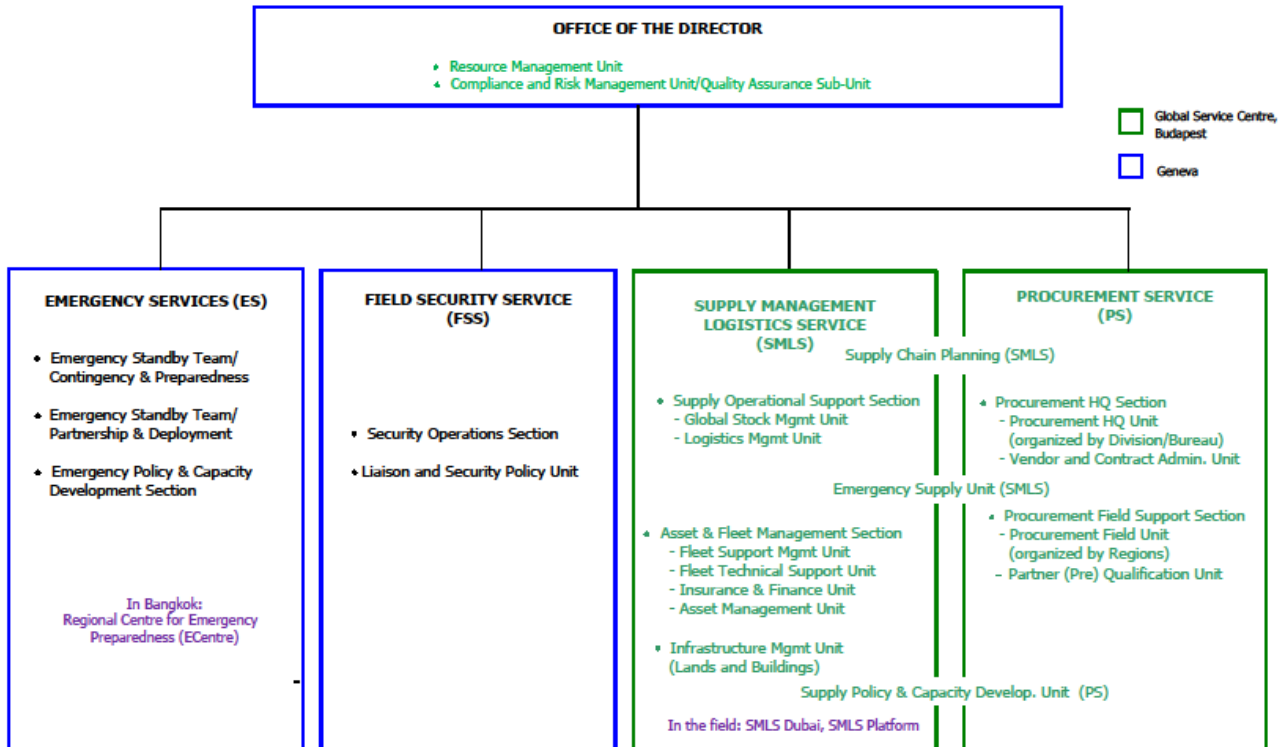 OFFICE OF THE DIRECTOR
• Resource Management Unit
• Compliance and Risk Management Unit/Quality Assurance Sub-Unit
Global Service Centre,
Budapest
Geneva
EMERGENCY SERVICES (ES)
• Emergency Standby Team/
Contingency & Preparedness
• Emergency Standby Team/
Partnership & Deployment
• Emergency Policy & Capacity
Development Section
In Bangkok:
Regional Centre for Emergency
Preparedness (ECentre)
-
FIELD SECURITY SERVICE
(FSS)
• Security Operations Section
• Liaison and Security Policy Unit
SUPPLY MANAGEMENT
LOGISTICS SERVICE
(SMLS)
PROCUREMENT SERVICE
(PS)
Supply Chain Planning (SMLS)
• Supply Operational Support Section
- Global Stock Mgmt Unit
- Logistics Mgmt Unit
• Procurement HQ Section
- Procurement HQ Unit
(organized by Division/Bureau)
- Vendor and Contract Admin. Unit
Emergency Supply Unit (SMLS)
• Asset & Fleet Management Section
- Fleet Support Mgmt Unit
- Fleet Technical Support Unit
- Insurance & Finance Unit
- Asset Management Unit
• Infrastructure Mgmt Unit
(Lands and Buildings)
• Procurement Field Support Section
- Procurement Field Unit
(organized by Regions)
- Partner (Pre) Qualification Unit
Supply Policy & Capacity Develop. Unit (PS)
In the field: SMLS Dubai, SMLS Platform